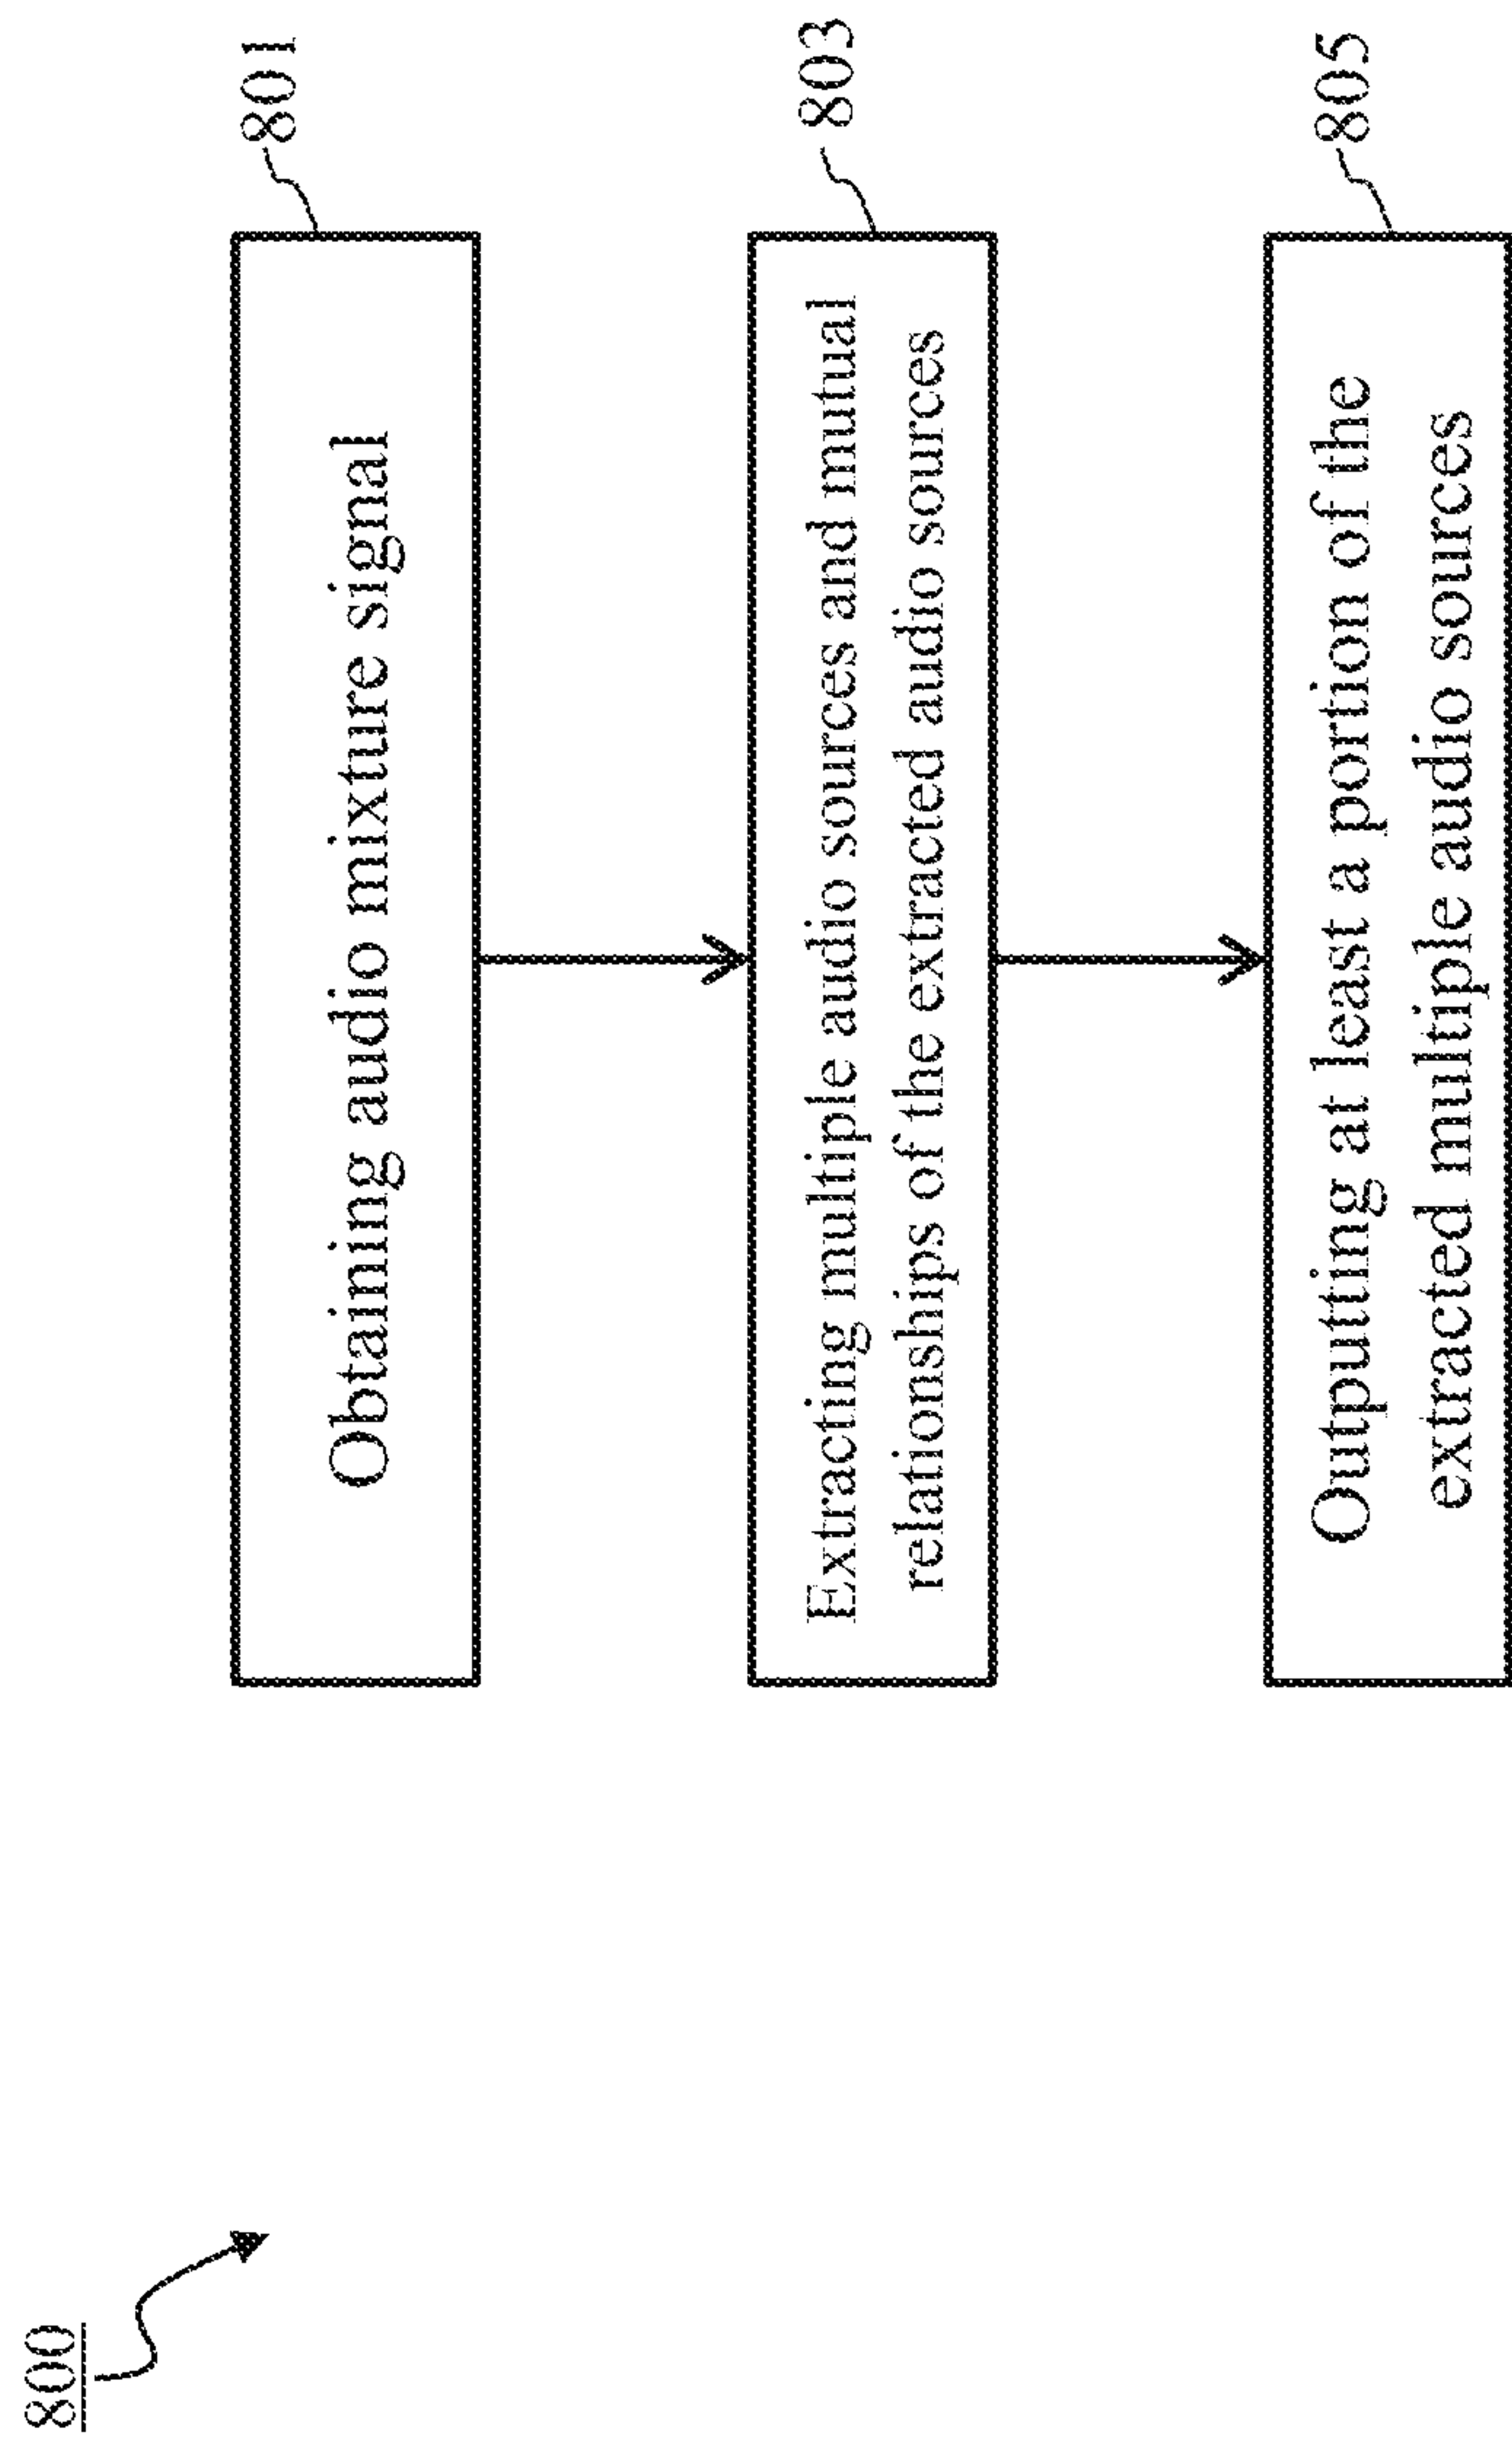 800
801
Obtaining audio mixture signal
803
Extracting multiple audio sources and mutual
relationships of the extracted audio sources
805
Outputting at least a portion of the
extracted multiple audio sources